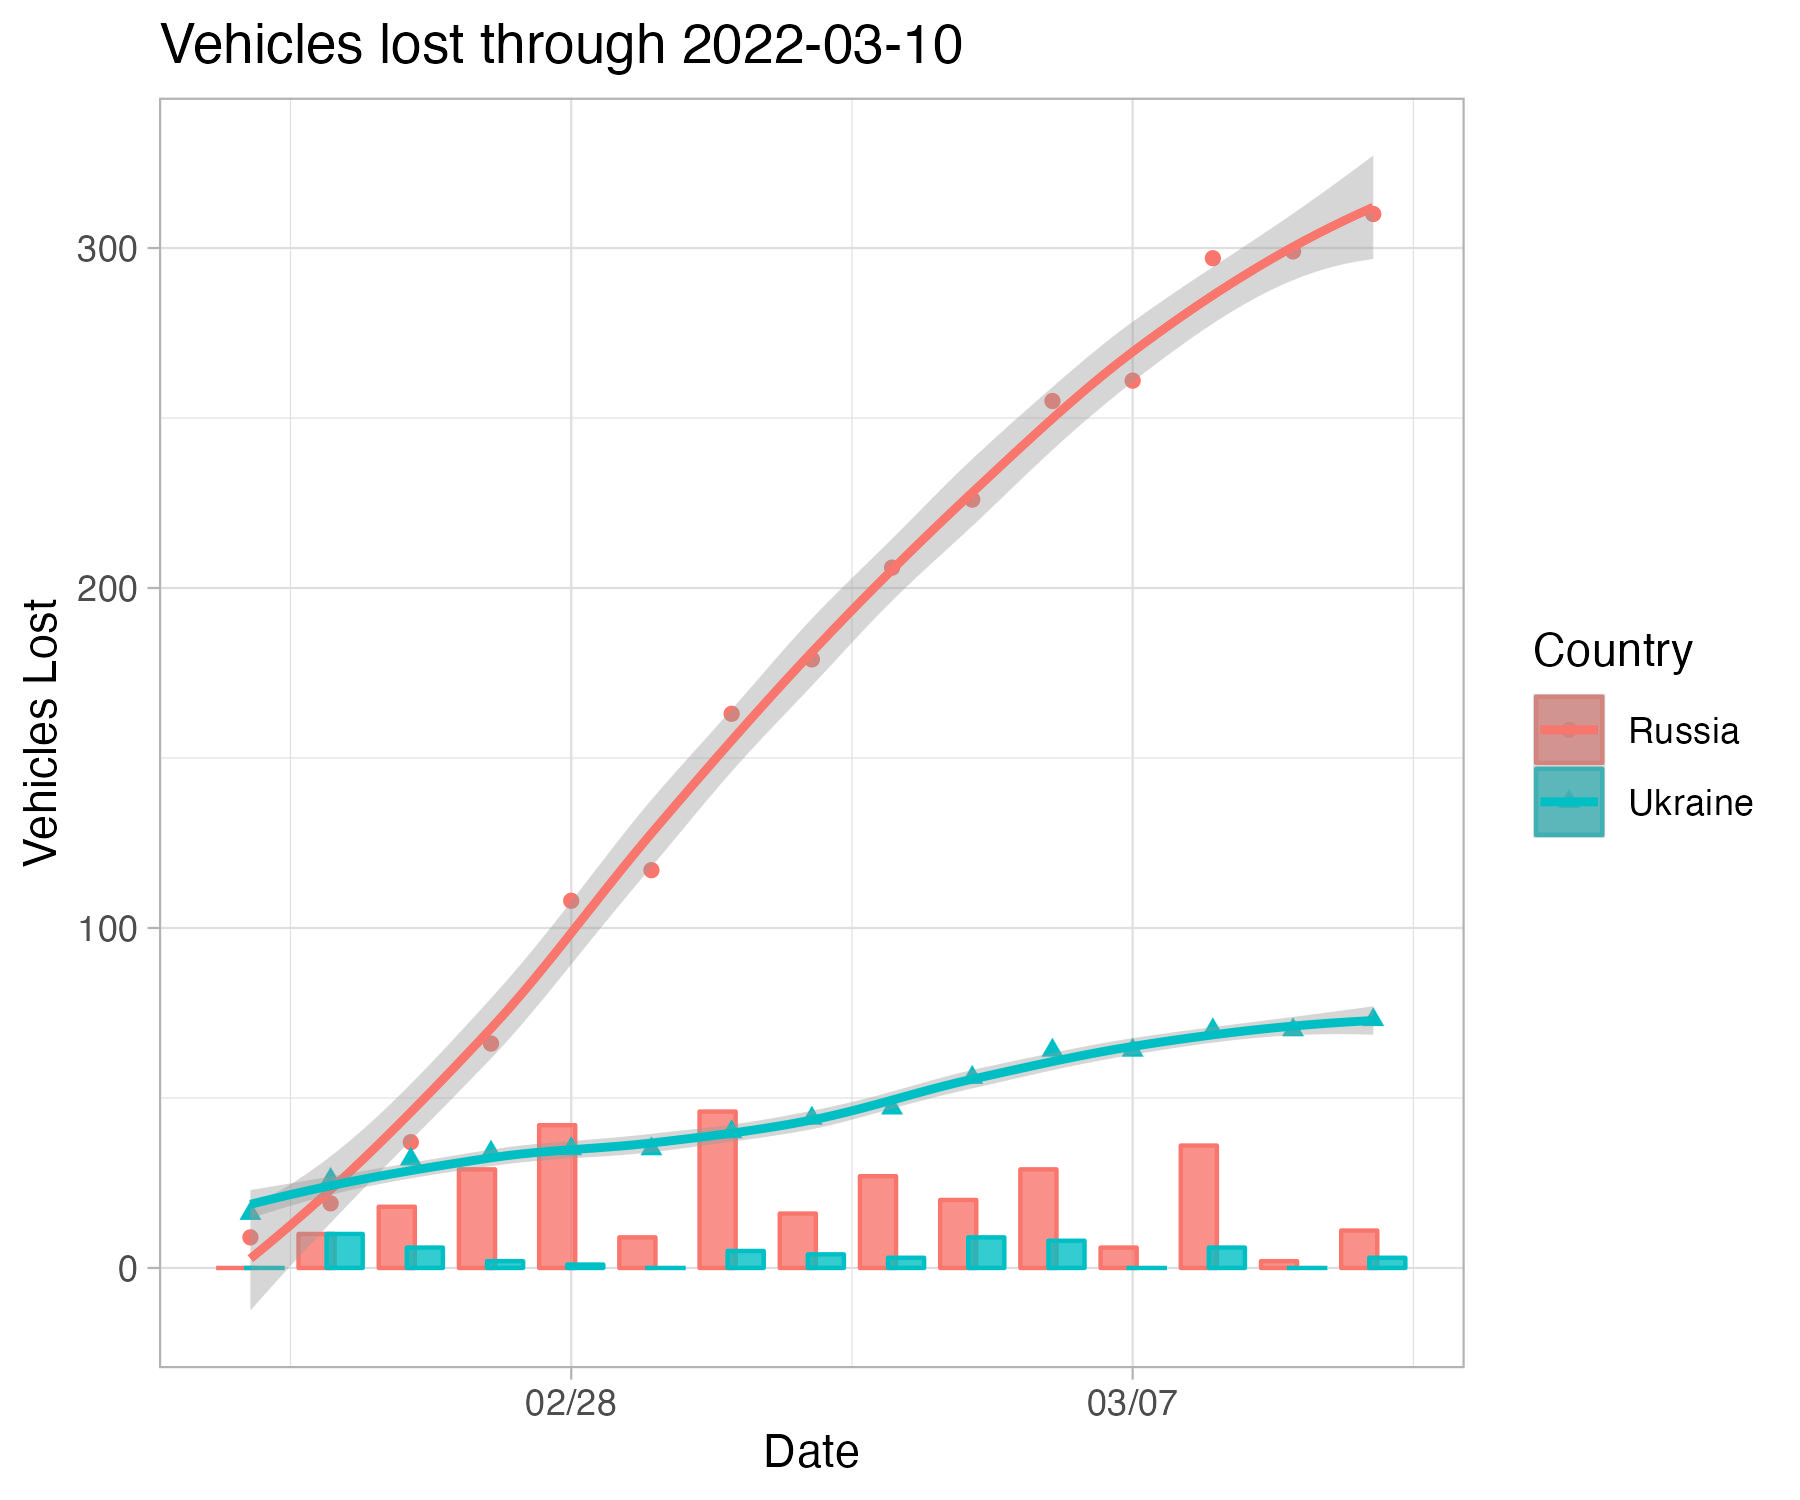 Vehicles lost through 2022-03-10
Vehicles Lost
300
200
100
0
02/28
03/07
Date
Country
Russia
Ukraine